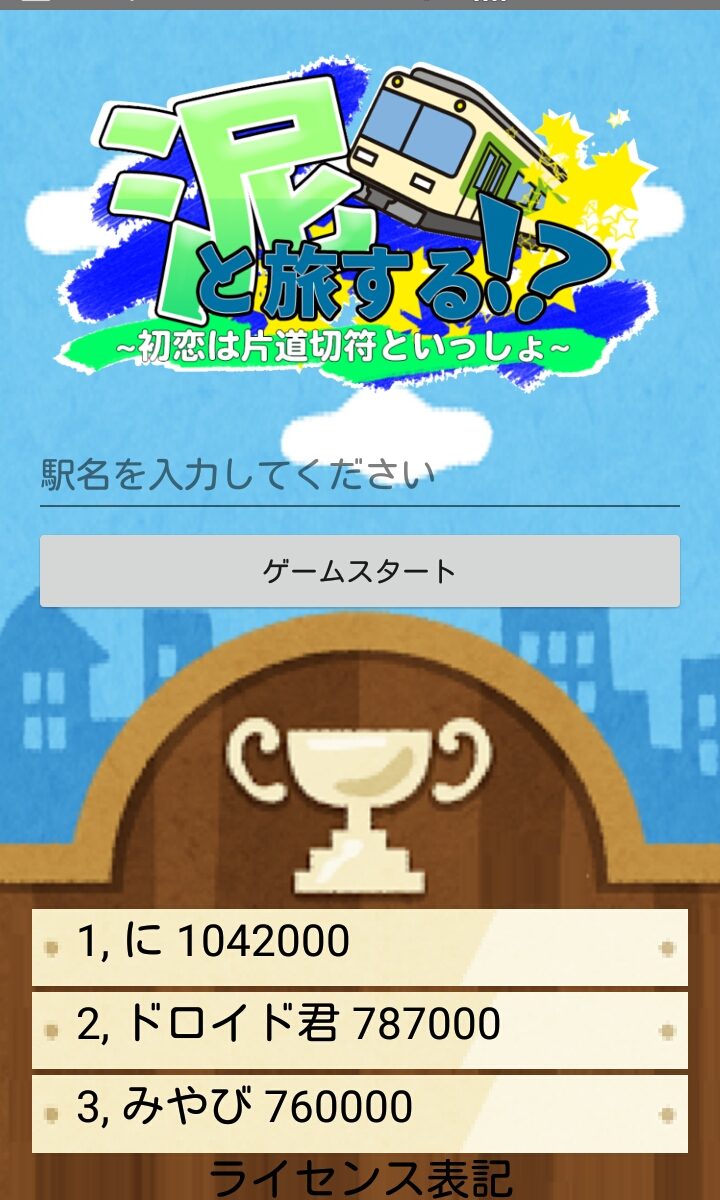 泥
と旅する!?
~初恋は片道切符といっしょ~
駅名を入力してください
ゲームスタート
1, に 1042000
2, ドロイド君 787000
3, みやび 760000
ライセンス表記